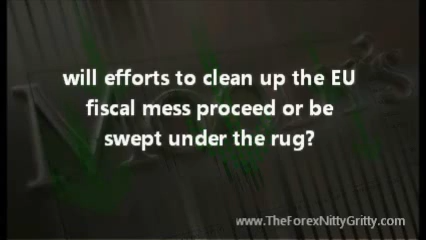 will efforts to clean up the EU
fiscal mess proceed or be
swept under the rug?
www.TheForexNittyGritty.com